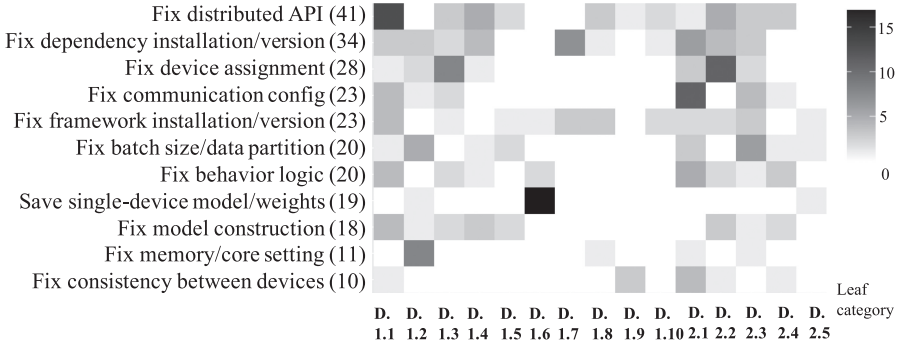 Fix distributed API (41)
Fix dependency installation/version (34)
Fix device assignment (28)
Fix communication config (23)
Fix framework installation/version (23)
Fix batch size/data partition (20)
Fix behavior logic (20)
Save single-device model/weights (19)
Fix model construction (18)
Fix memory/core setting (11)
Fix consistency between devices (10)
15
10
5
0
Leaf
category
D. D. D. D. D. D. D. D. D. D. D. D. D. D. D.
1.1 1.2 1.3 1.4 1.5 1.6 1.7 1.8 1.9 1.10 2.1 2.2 2.3 2.4 2.5